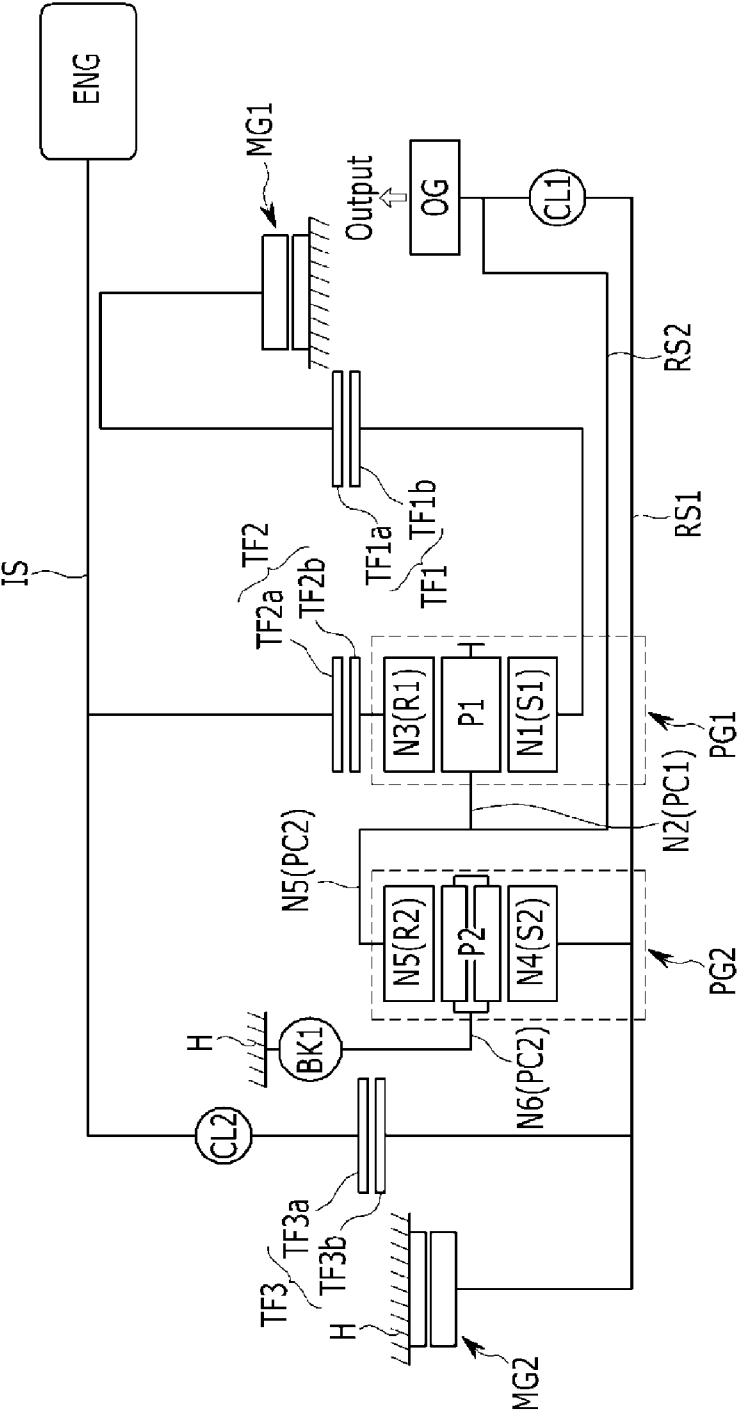 ENG
MG1
Output
OG
CL1
RS2
RS1
IS
TF2
TF2a
TF2b
TF1a
TF1b
TF1
N3(R1)
P1
N1(S1)
PG1
N2(PC1)
N5(PC2)
N5(R2)
P2
N4(S2)
PG2
H
BK1
N6(PC2)
CL2
TF3a
TF3b
TF3
H
MG2